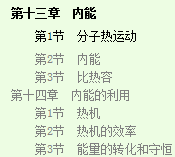 第十三章　内能
第1节　分子热运动
第2节　内能
第3节　比热容
第十四章　内能的利用
第1节　热机
第2节　热机的效率
第3节　能量的转化和守恒